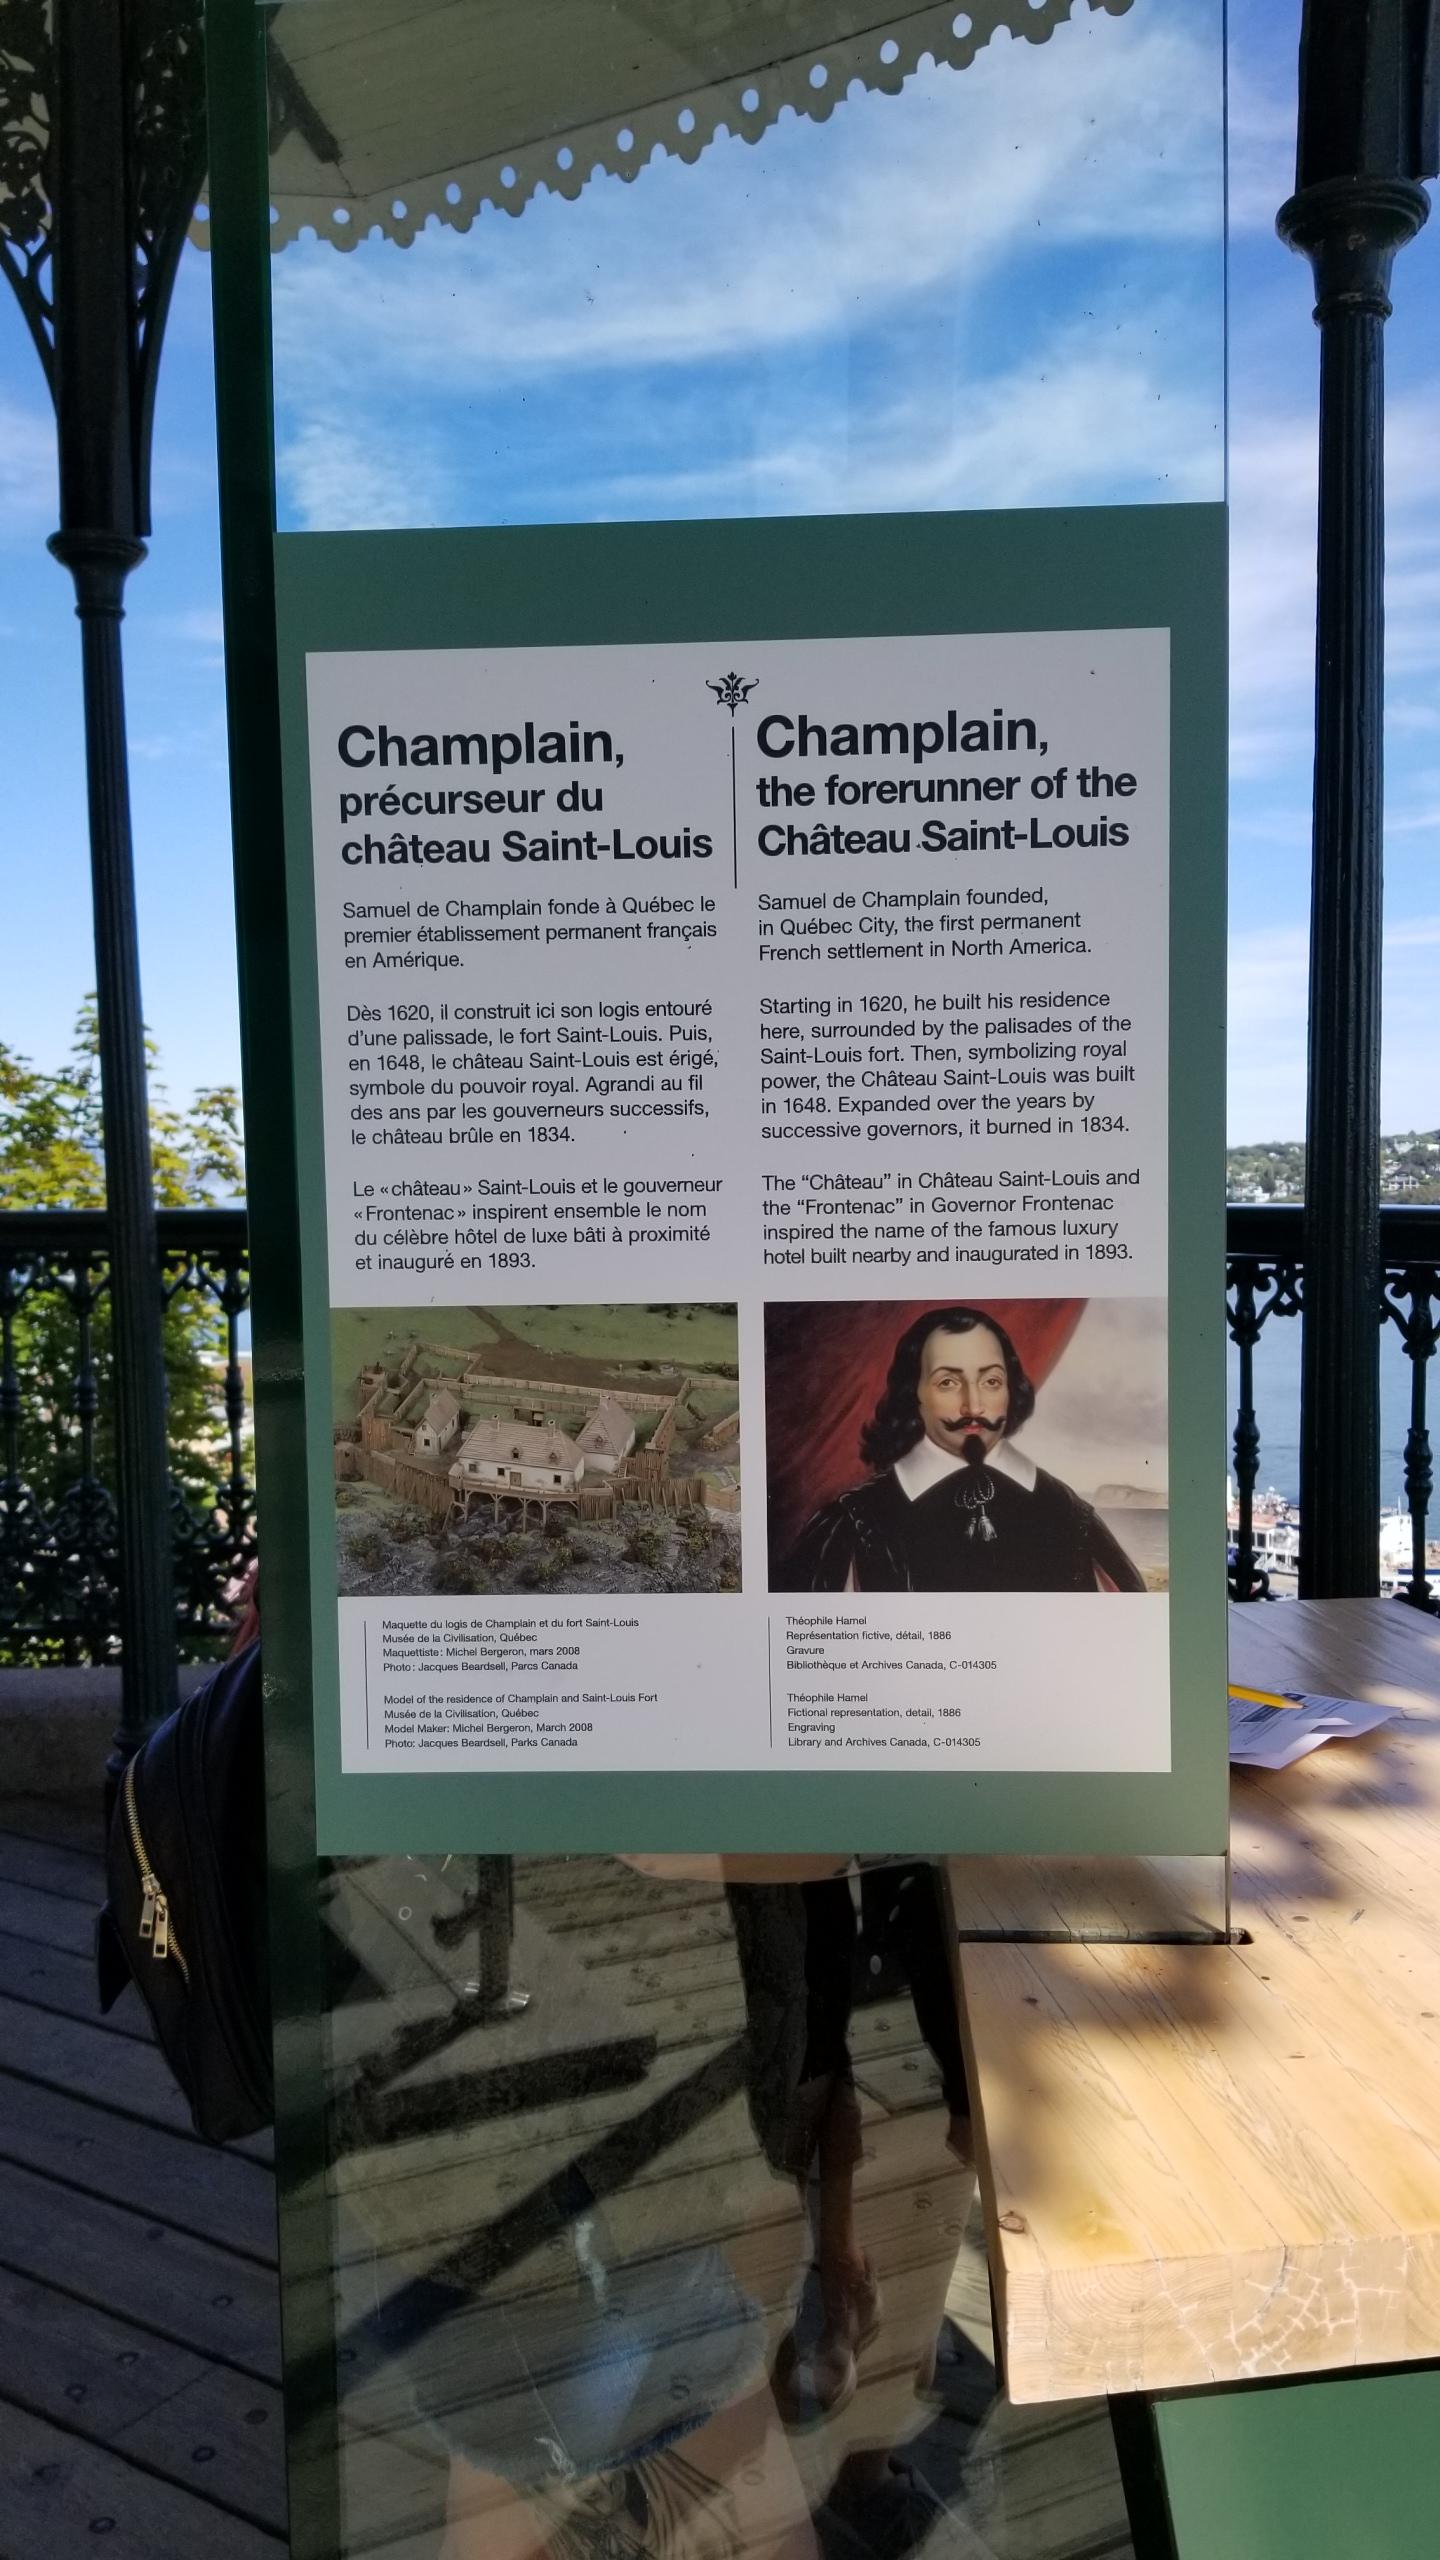 Champlain,
précurseur du
château Saint-Louis
Samuel de Champlain fonde à Québec le
premier établissement permanent français
en Amérique.
Dès 1620, il construit ici son logis entouré
d'une palissade, le fort Saint-Louis. Puis,
en 1648, le château Saint-Louis est érigé,
symbole du pouvoir royal. Agrandi au fil
des ans par les gouverneurs successifs,
le château brûle en 1834.
Le «château» Saint-Louis et le gouverneur
«Frontenac» inspirent ensemble le nom
du célèbre hôtel de luxe bâti à proximité
et inauguré en 1893.
Champlain,
the forerunner of the
Château Saint-Louis
Samuel de Champlain founded,
in Québec City, the first permanent
French settlement in North America.
Starting in 1620, he built his residence
here, surrounded by the palisades of the
Saint-Louis fort. Then, symbolizing royal
power, the Château Saint-Louis was built
in 1648. Expanded over the years by
successive governors, it burned in 1834.
The “Château” in Château Saint-Louis and
the “Frontenac” in Governor Frontenac
inspired the name of the famous luxury
hotel built nearby and inaugurated in 1893.
Maquette du logis de Champlain et du fort Saint-Louis
Musée de la Civilisation, Québec
Maquettiste : Michel Bergeron, mars 2008
Photo : Jacques Beardsell, Parcs Canada
Model of the residence of Champlain and Saint-Louis Fort
Musée de la Civilisation, Québec
Model Maker: Michel Bergeron, March 2008
Photo: Jacques Beardsell, Parks Canada
Théophile Hamel
Représentation fictive, détail, 1886
Gravure
Bibliothèque et Archives Canada, C-014305
Théophile Hamel
Fictional representation, detail, 1886
Engraving
Library and Archives Canada, C-014305